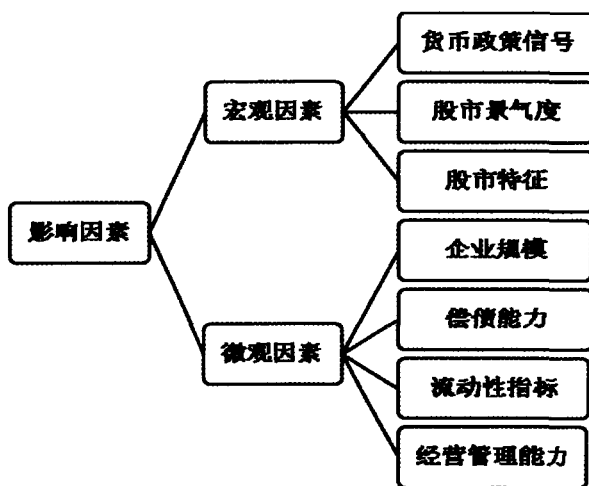 影响因素
宏观因素
货币政策信号
股市景气度
股市特征
微观因素
企业规模
偿债能力
流动性指标
经营管理能力